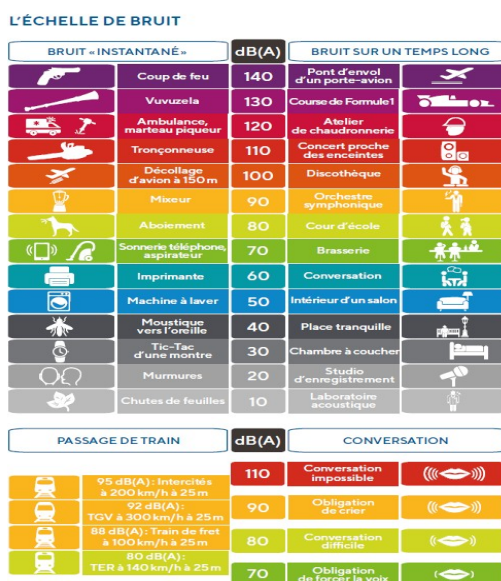 L'ÉCHELLE DE BRUIT
BRUIT «INSTANTANÉ» dB(A) BRUIT SUR UN TEMPS LONG
Coup de feu 140 Pont d'envol d'un porte-avion
Vuvuzela 130 Course de Formule 1
Ambulance, marteau piqueur 120 Atelier de chaudronnerie
Tronçonneuse 110 Concert proche des enceintes
Décollage d'avion à 150 m 100 Discothèque
Mixeur 90 Orchestre symphonique
Aboiement 80 Cour d'école
Sonnerie téléphone, aspirateur 70 Brasserie
Imprimante 60 Conversation
Machine à laver 50 Intérieur d'un salon
Moustique vers l'oreille 40 Place tranquille
Tic-Tac d'une montre 30 Chambre à coucher
Murmures 20 Studio d'enregistrement
Chutes de feuilles 10 Laboratoire acoustique
PASSAGE DE TRAIN dB(A) CONVERSATION
95 dB(A) : Intercités à 200 km/h à 25 m
92 dB(A) : TGV à 300 km/h à 25 m
88 dB(A) : Train de fret à 100 km/h à 25 m
80 dB(A) : TER à 140 km/h à 25 m
110 Conversation impossible
90 Obligation de crier
80 Conversation difficile
70 Obligation de forcer la voix